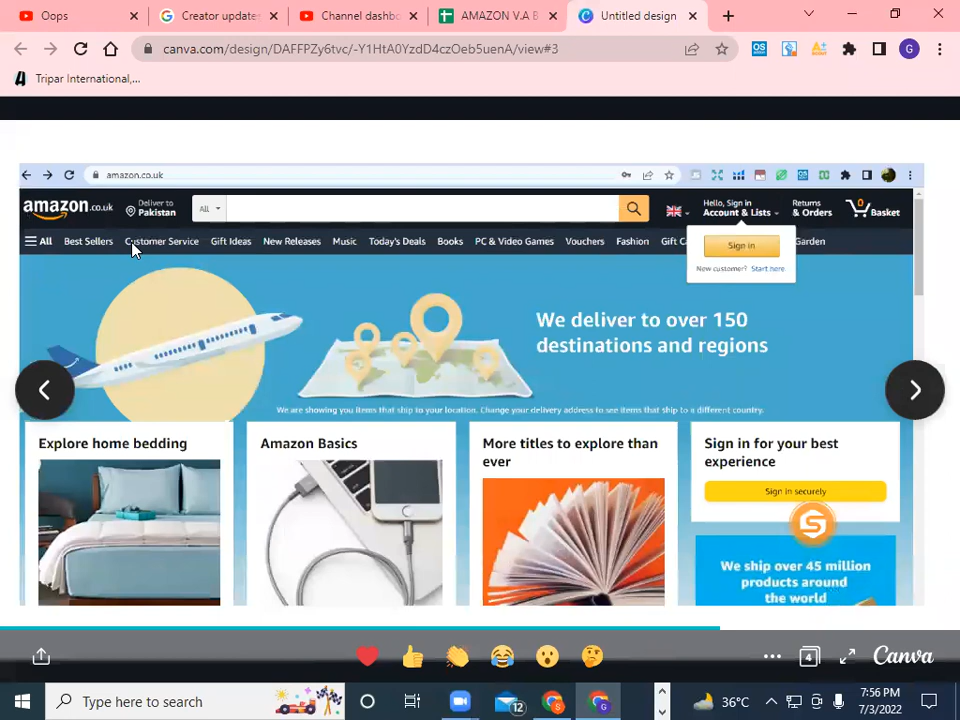 Oops
Creator update
Channel dashbo
AMAZON V.A B
Untitled design
canva.com/design/DAFFPZy6tvc/-Y1HtA0YzdD4czOeb5uenA/view#3
OS
G
Tripar International,...
amazon.co.uk
amazon.co.uk
Deliver to
Pakistan
All
Hello, Sign in
Account & Lists
Returns
& Orders
0
Basket
All
Best Sellers
Customer Service
Gift Ideas
New Releases
Music
Today's Deals
Books
PC & Video Games
Vouchers
Fashion
Gift Ca
Garden
Sign in
New customer? Start here
We deliver to over 150
destinations and regions
We are showing you items that ship to your location. Change your delivery address to see items that ship to a different country.
Explore home bedding
Amazon Basics
More titles to explore than
ever
Sign in for your best
experience
Sign in securely
S
We ship over 45 million
products around
the world
4
Canva
Type here to search
12
S
G
36°C
7:56 PM
7/3/2022